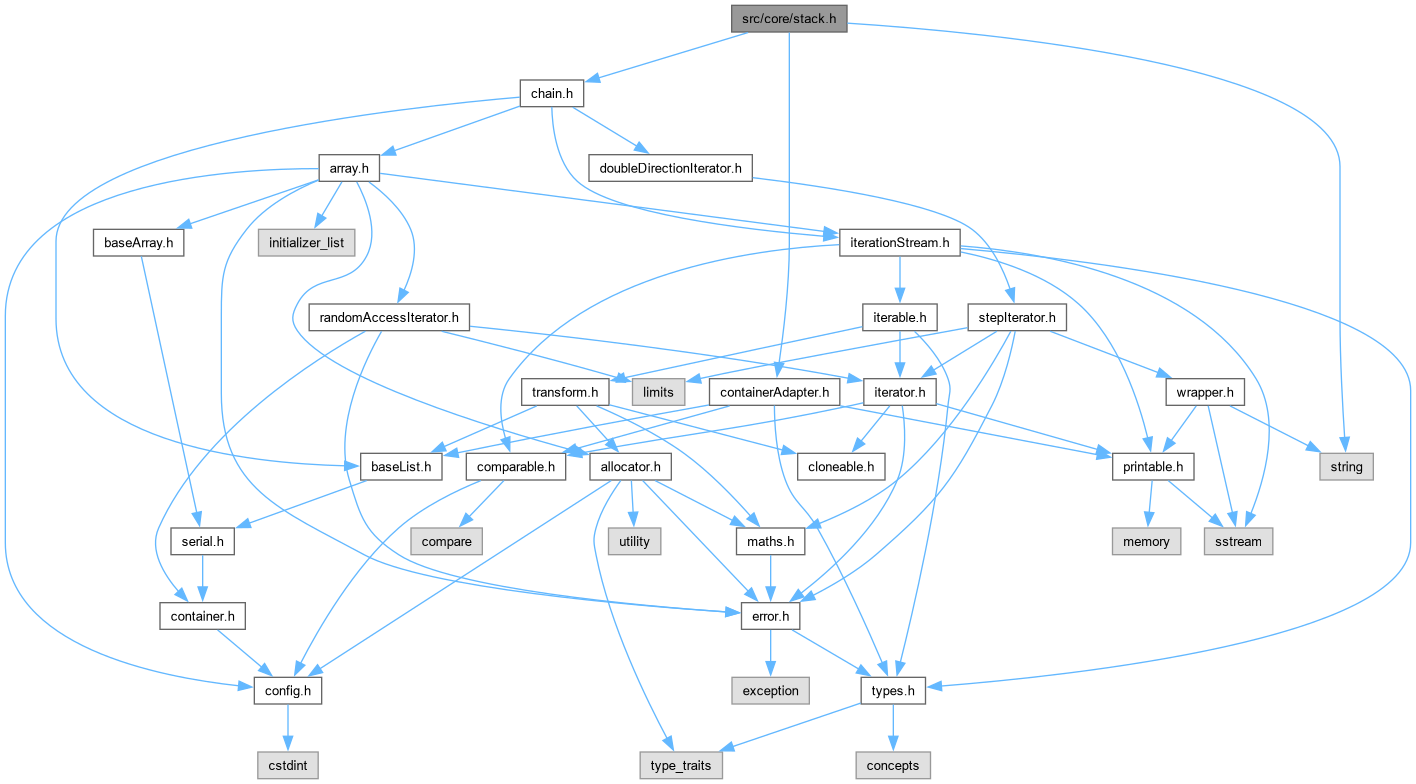 src/core/stack.h
chain.h
array.h
doubleDirectionIterator.h
baseArray.h
initializer_list
iterationStream.h
randomAccessIterator.h
iterable.h
stepIterator.h
transform.h
limits
containerAdapter.h
iterator.h
wrapper.h
baseList.h
comparable.h
allocator.h
cloneable.h
printable.h
string
serial.h
compare
utility
maths.h
memory
sstream
container.h
error.h
config.h
exception
types.h
cstdint
type_traits
concepts